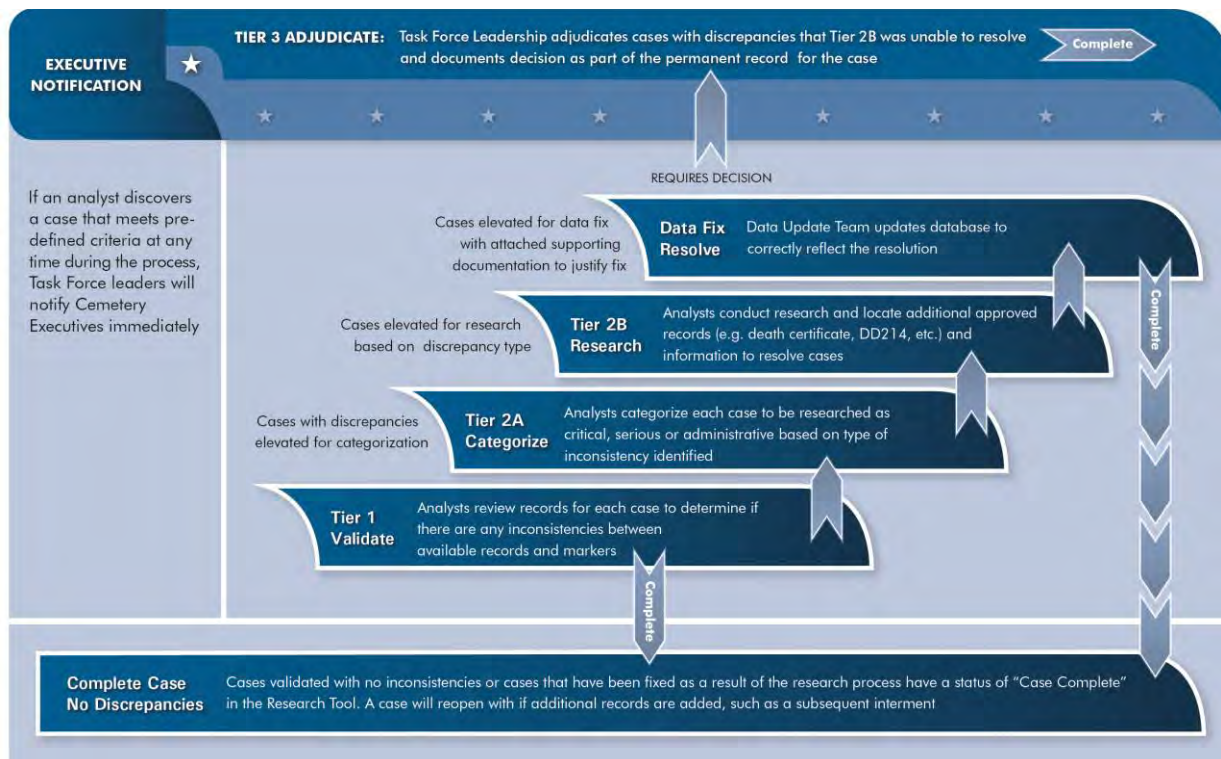 EXECUTIVE
NOTIFICATION
TIER 3 ADJUDICATE: Task Force Leadership adjudicates cases with discrepancies that Tier 2B was unable to resolve
and documents decision as part of the permanent record for the case
Complete
If an analyst discovers
a case that meets pre-
defined criteria at any
time during the process,
Task Force leaders will
notify Cemetery
Executives immediately
REQUIRES DECISION
Cases elevated for data fix
with attached supporting
documentation to justify fix
Data Fix
Resolve
Data Update Team updates database to
correctly reflect the resolution
Complete
Cases elevated for research
based on discrepancy type
Tier 2B
Research
Analysts conduct research and locate additional approved
records (e.g. death certificate, DD214, etc.) and
information to resolve cases
Cases with discrepancies
elevated for categorization
Tier 2A
Categorize
Analysts categorize each case to be researched as
critical, serious or administrative based on type of
inconsistency identified
Tier 1
Validate
Analysts review records for each case to determine if
there are any inconsistencies between
available records and markers
Complete
Complete Case
No Discrepancies
Cases validated with no inconsistencies or cases that have been fixed as a result of the research process have a status of “Case Complete”
in the Research Tool. A case will reopen with if additional records are added, such as a subsequent interment